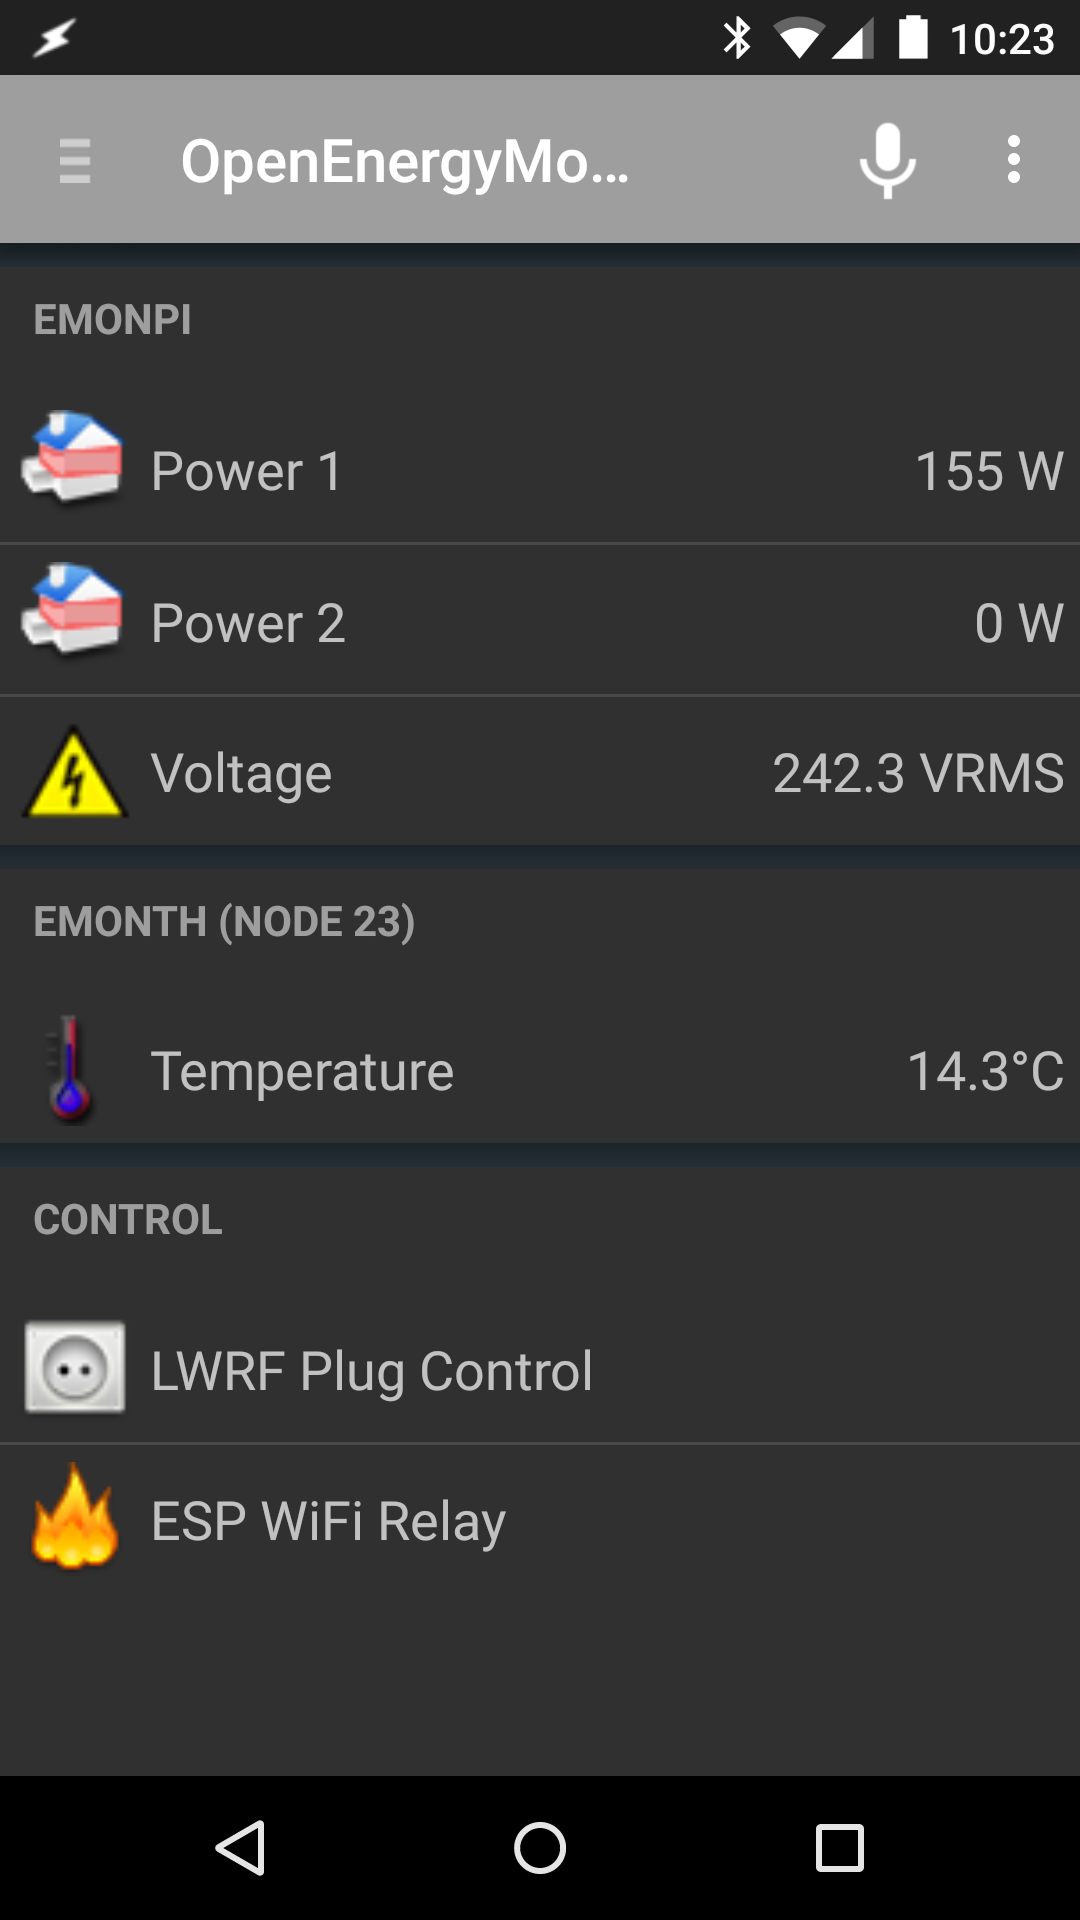 10:23
OpenEnergyMo...
EMONPI
Power 1 155 W
Power 2 0 W
Voltage 242.3 VRMS
EMONTH (NODE 23)
Temperature 14.3°C
CONTROL
LWRF Plug Control
ESP WiFi Relay